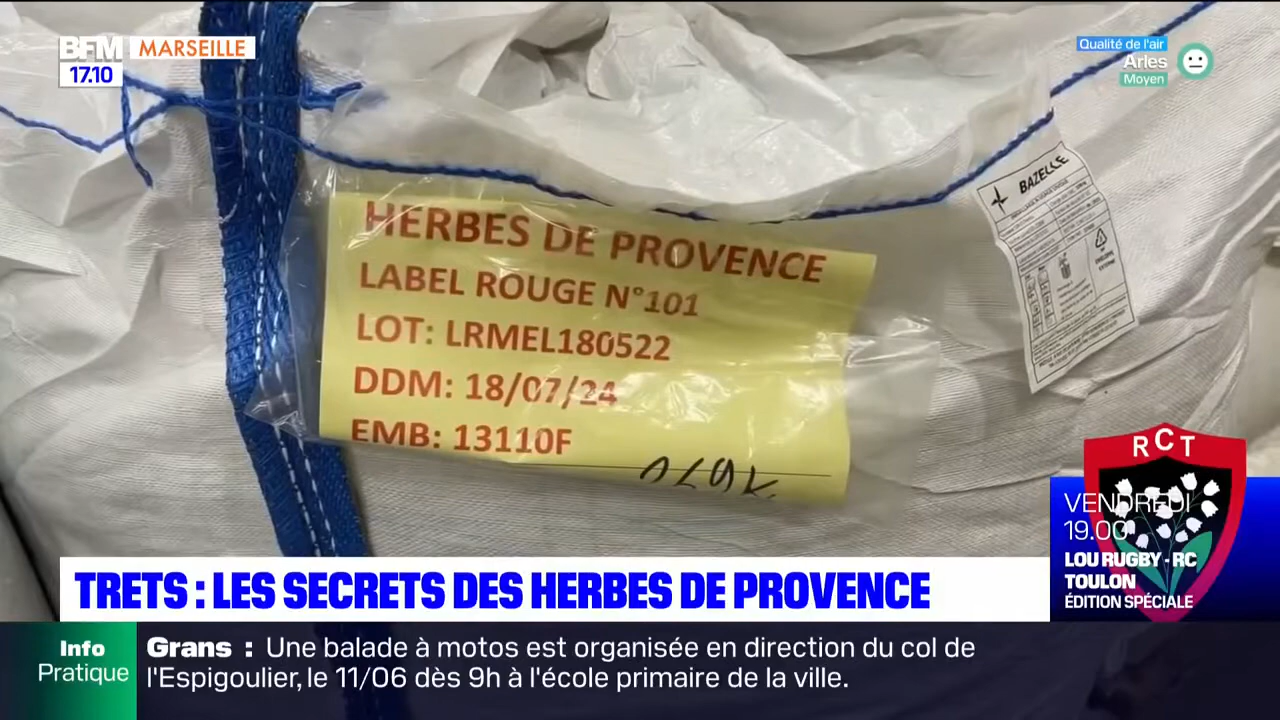 BFM MARSEILLE
17.10
Qualité de l'air
Arles
Moyen
BAZELLE
HERBES DE PROVENCE
LABEL ROUGE N°101
LOT: LRMEL180522
DDM: 18/07/24
EMB: 13110F
RCT
VENDREDI
19.00
LOU RUGBY - RC
TOULON
ÉDITION SPÉCIALE
TRETS : LES SECRETS DES HERBES DE PROVENCE
Info
Pratique
Grans : Une balade à motos est organisée en direction du col de
l'Espigoulier, le 11/06 dès 9h à l'école primaire de la ville.